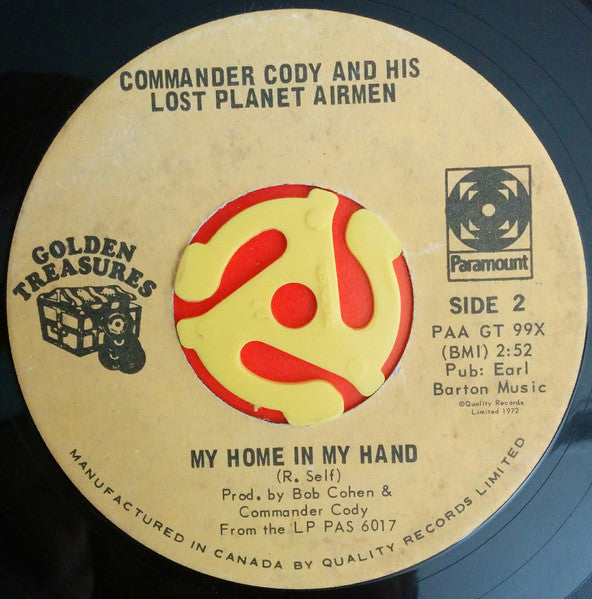 COMMANDER CODY AND HIS
LOST PLANET AIRMEN
GOLDEN
TREASURES
Paramount
SIDE 2
PAA GT 99X
(BMI) 2:52
Pub: Earl
Barton Music
©Quality Records
Limited 1972
MY HOME IN MY HAND
(R. Self)
Prod. by Bob Cohen &
Commander Cody
From the LP PAS 6017
MANUFACTURED IN CANADA BY QUALITY RECORDS LIMITED